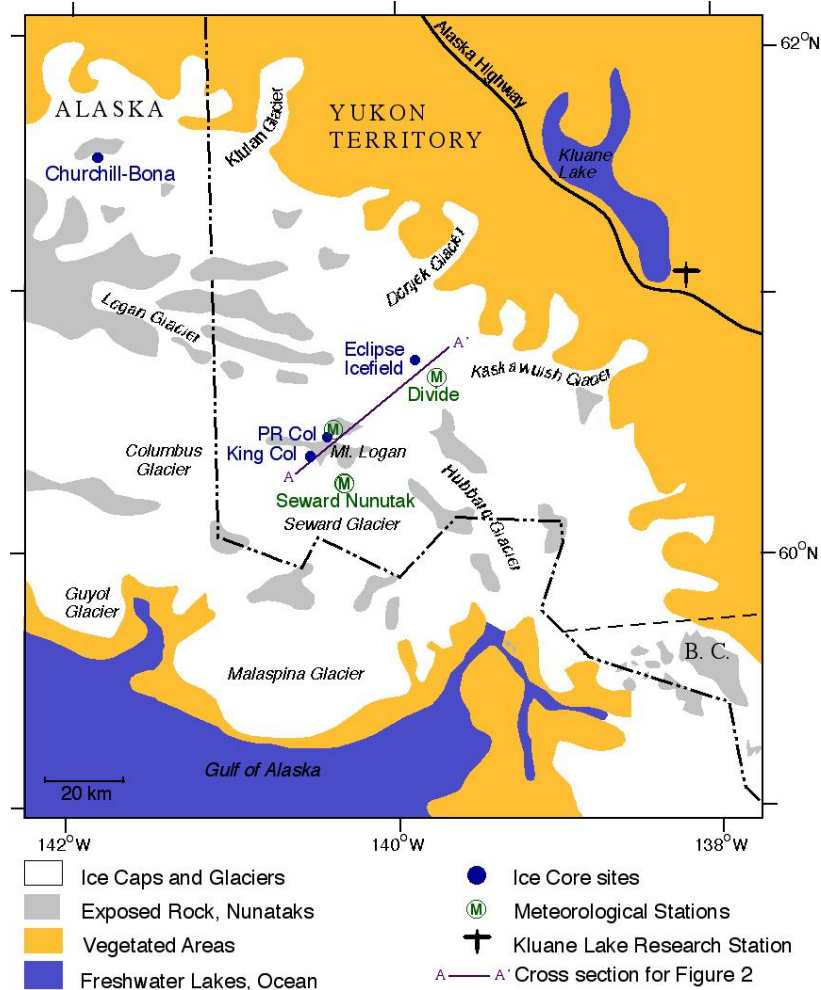 62°N
Alaska Highway
ALASKA
YUKON
TERRITORY
Klulan Glacier
Churchill-Bona
Kluane
Lake
Donjek Glacier
Logan Glacier
Eclipse
Icefield
A'
M
Divide
Kaskawulsh Glacier
M
PR Col
King Col
Mt. Logan
Columbus
Glacier
A
M
Seward Nunutak
Hubbard Glacier
Seward Glacier
60°N
Guyol
Glacier
B. C.
Malaspina Glacier
Gulf of Alaska
20 km
142°W
140°W
138°W
Ice Caps and Glaciers
Exposed Rock, Nunataks
Vegetated Areas
Freshwater Lakes, Ocean
Ice Core sites
M Meteorological Stations
Kluane Lake Research Station
A A' Cross section for Figure 2